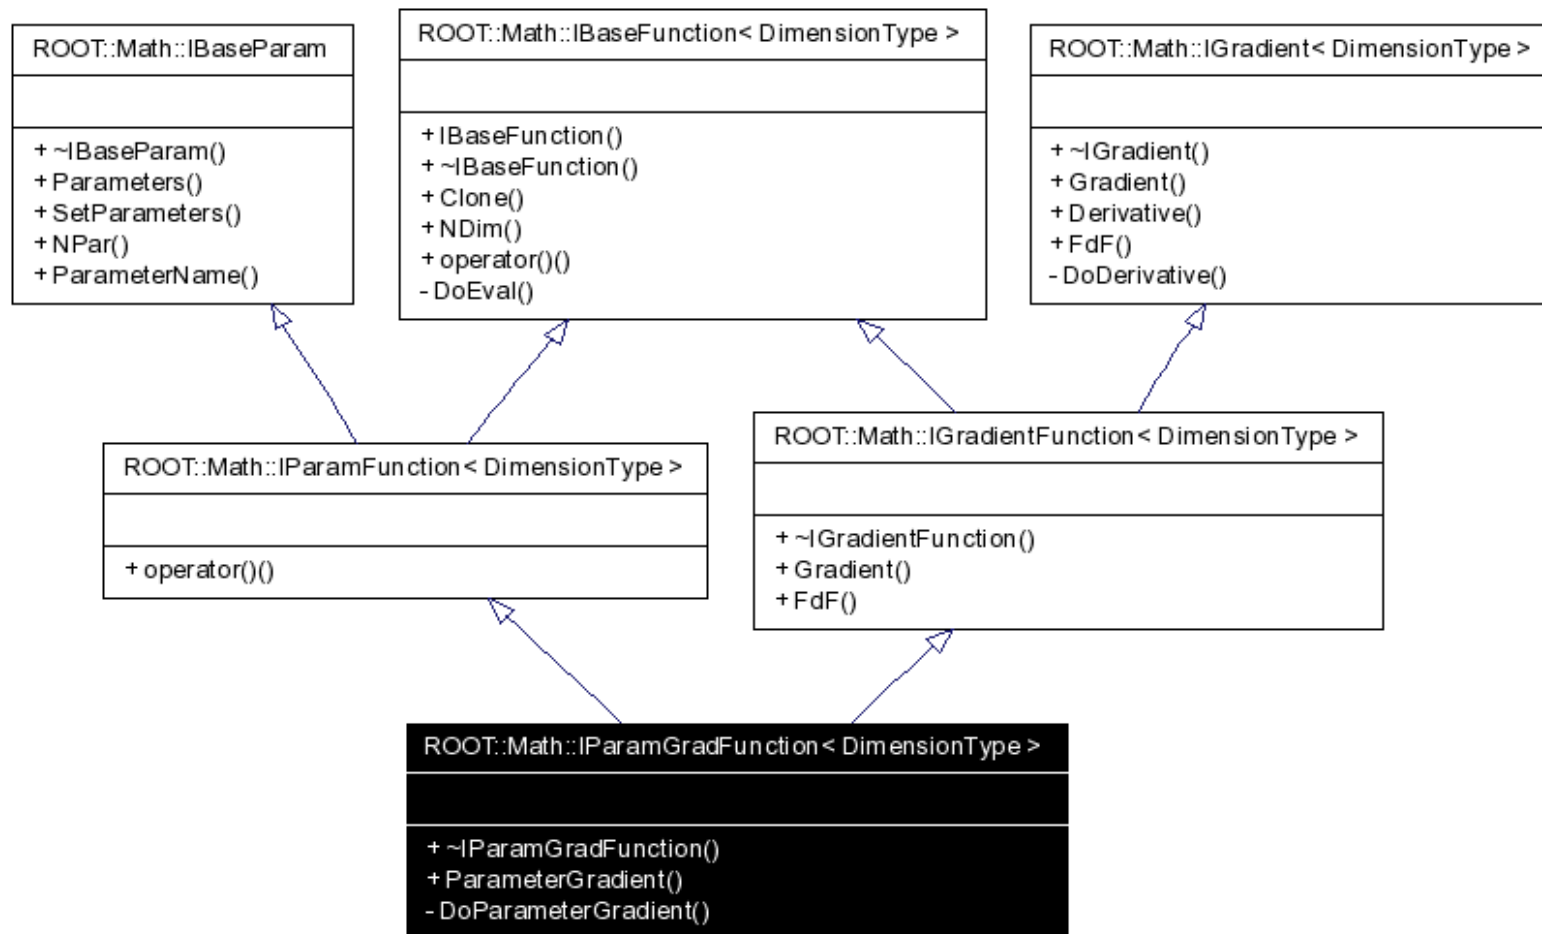 ROOT::Math::IBaseParam
+ ~IBaseParam()
+ Parameters()
+ SetParameters()
+ NPar()
+ ParameterName()
ROOT::Math::IBaseFunction< DimensionType >
+ IBaseFunction()
+ ~IBaseFunction()
+ Clone()
+ NDim()
+ operator()()
- DoEval()
ROOT::Math::IGradient< DimensionType >
+ ~IGradient()
+ Gradient()
+ Derivative()
+ FdF()
- DoDerivative()
ROOT::Math::IParamFunction< DimensionType >
+ operator()()
ROOT::Math::IGradientFunction< DimensionType >
+ ~IGradientFunction()
+ Gradient()
+ FdF()
ROOT::Math::IParamGradFunction< DimensionType >
+ ~IParamGradFunction()
+ ParameterGradient()
- DoParameterGradient()